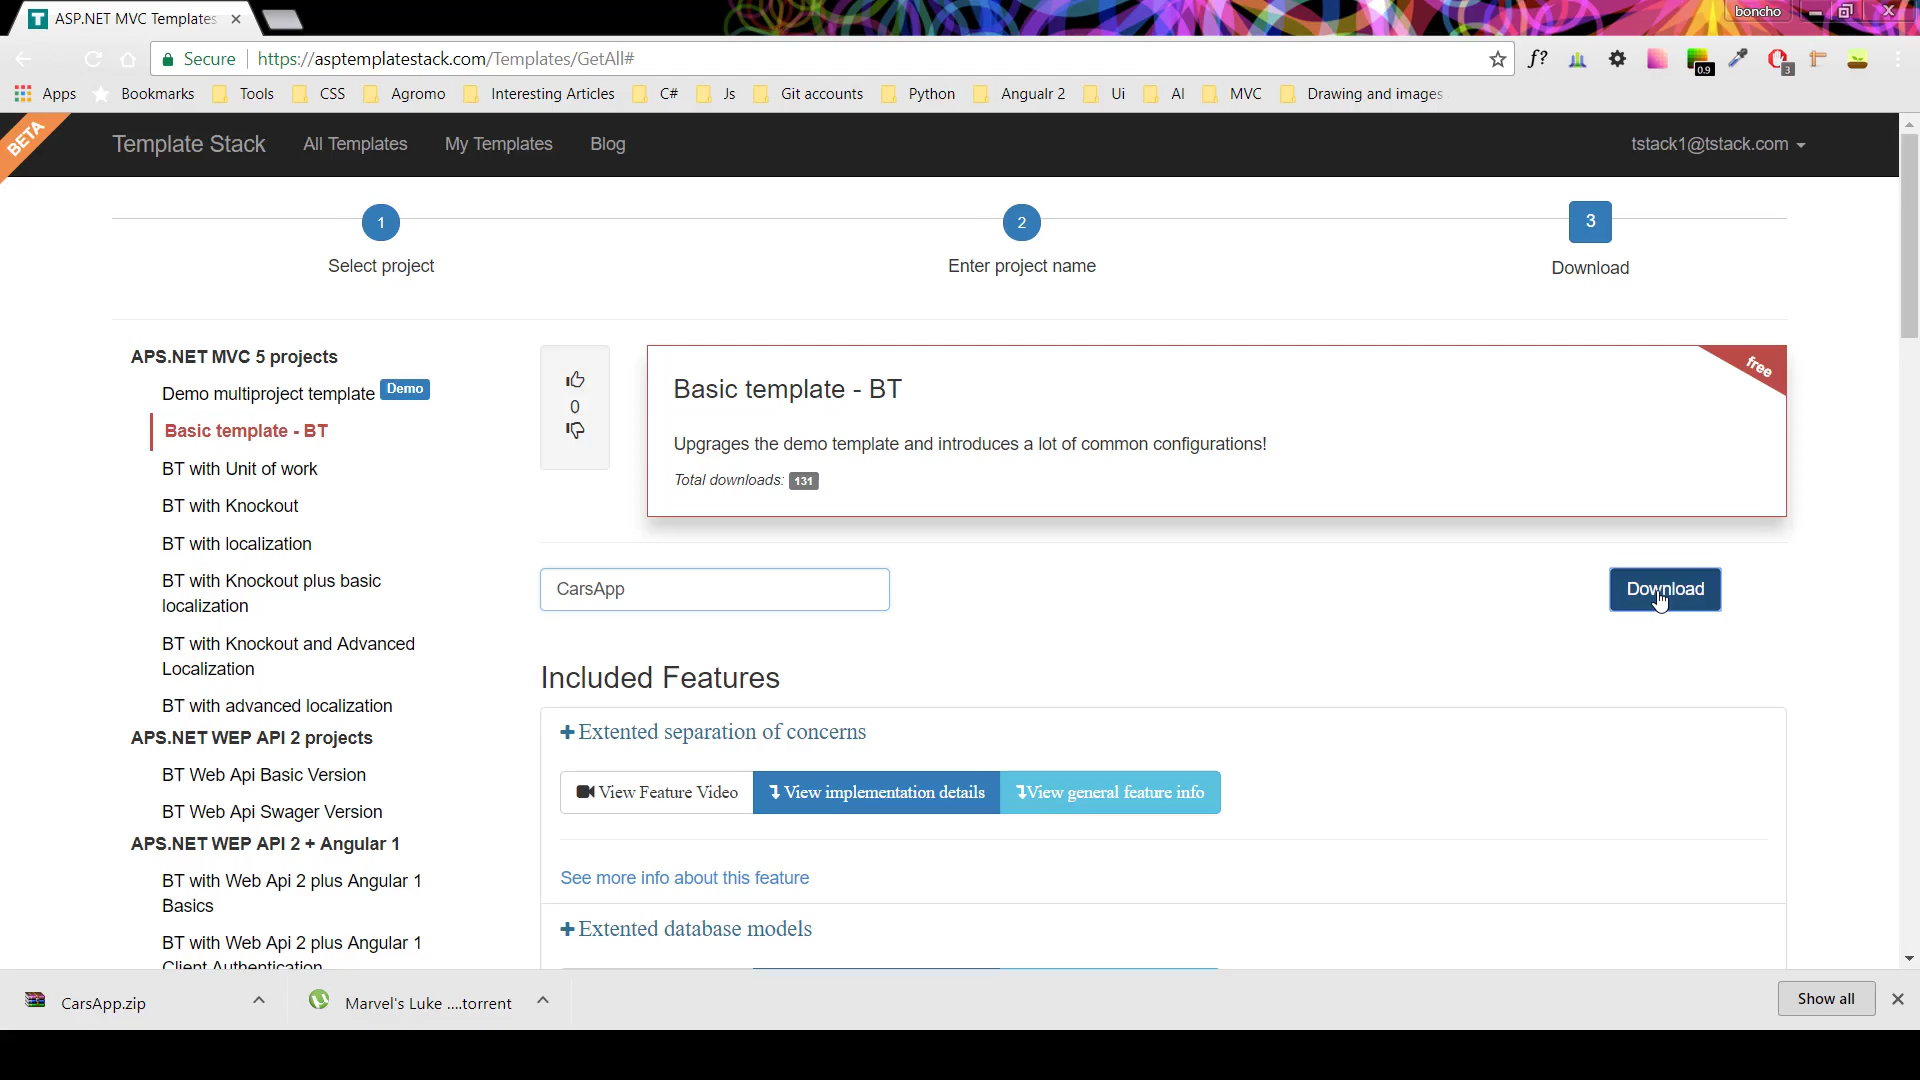 ASP.NET MVC Templates
boncho
Secure
https://asptemplatestack.com/Templates/GetAll#
f?
0.9
3
Apps
Bookmarks
Tools
CSS
Agromo
Interesting Articles
C#
Js
Git accounts
Python
Angualr 2
Ui
AI
MVC
Drawing and images
BETA
Template Stack
All Templates
My Templates
Blog
tstack1@tstack.com
1
2
3
Select project
Enter project name
Download
APS.NET MVC 5 projects
Demo multiproject template
Demo
Basic template - BT
BT with Unit of work
BT with Knockout
BT with localization
BT with Knockout plus basic
localization
BT with Knockout and Advanced
Localization
BT with advanced localization
APS.NET WEP API 2 projects
BT Web Api Basic Version
BT Web Api Swager Version
APS.NET WEP API 2 + Angular 1
BT with Web Api 2 plus Angular 1
Basics
BT with Web Api 2 plus Angular 1
Client Authentication
0
Basic template - BT
free
Upgrages the demo template and introduces a lot of common configurations!
Total downloads: 131
CarsApp
Download
Included Features
Extented separation of concerns
View Feature Video
View implementation details
View general feature info
See more info about this feature
Extented database models
CarsApp.zip
Marvel's Luke ....torrent
Show all